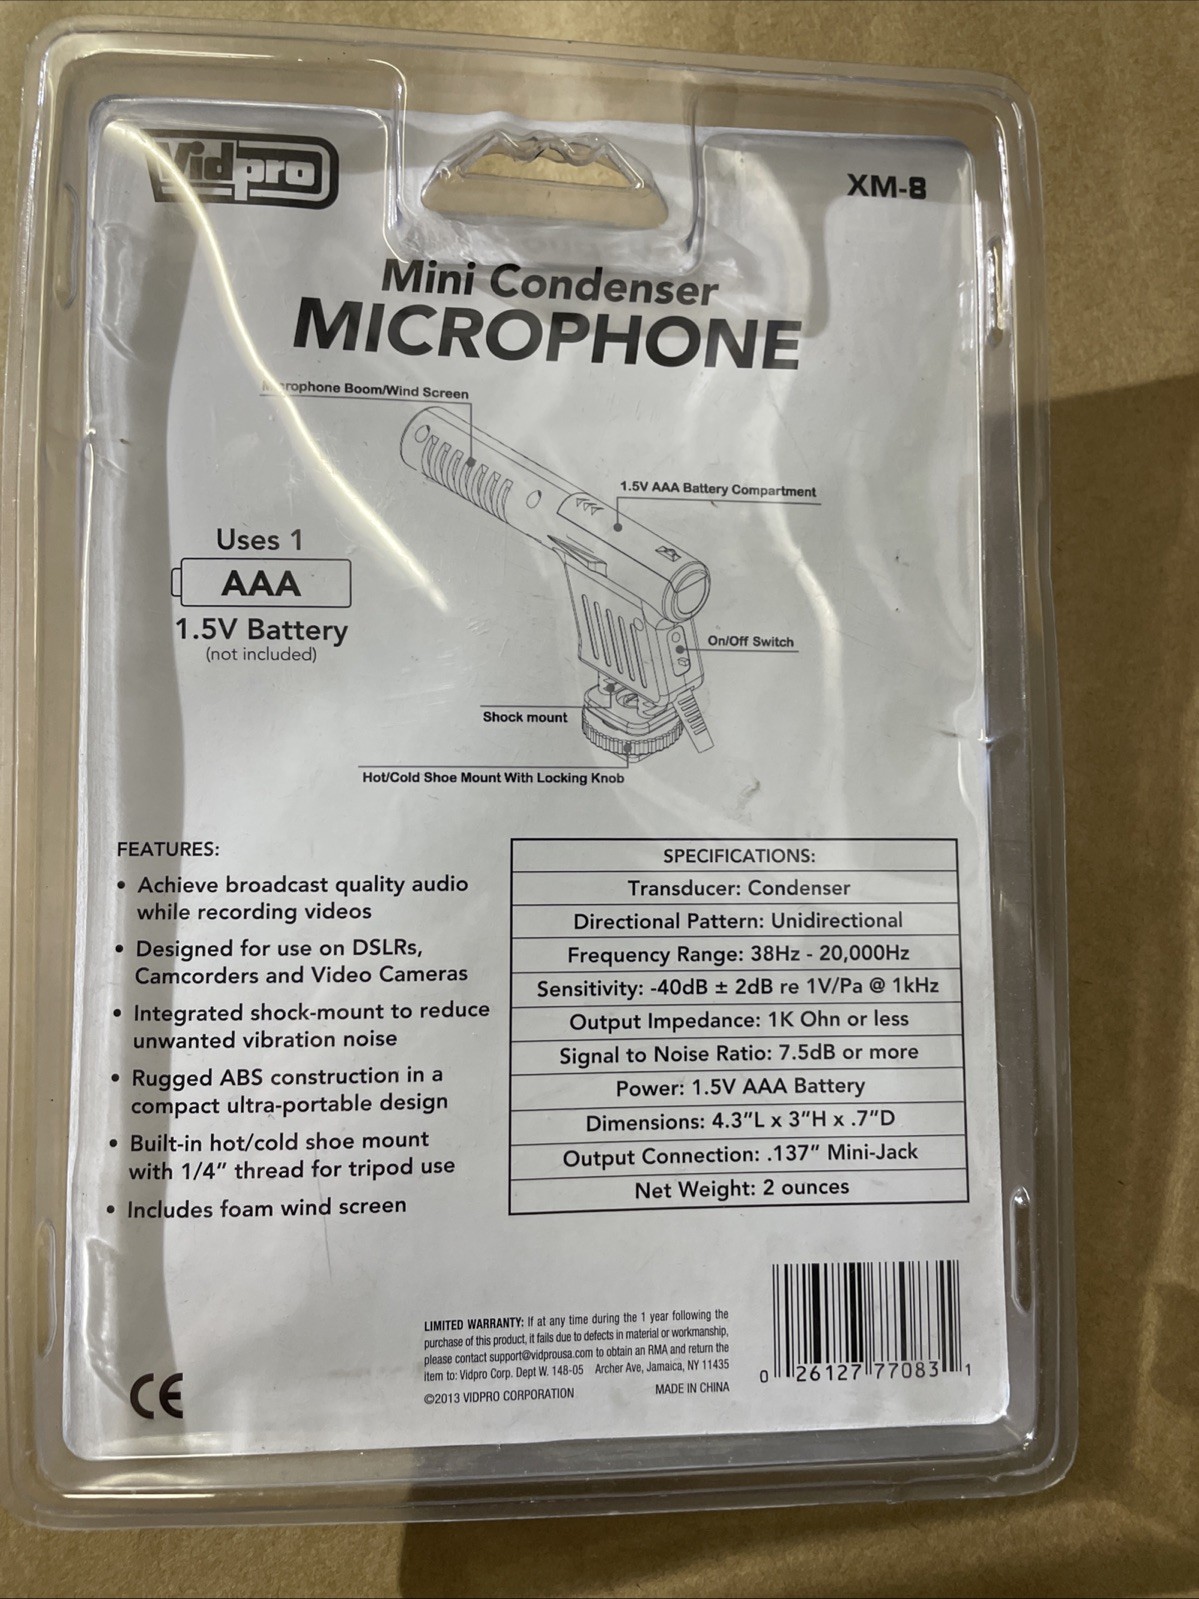 Vidpro
XM-8
Mini Condenser
MICROPHONE
Microphone Boom/Wind Screen
1.5V AAA Battery Compartment
Uses 1
AAA
1.5V Battery
(not included)
On/Off Switch
Shock mount
Hot/Cold Shoe Mount With Locking Knob
FEATURES:
• Achieve broadcast quality audio
while recording videos
• Designed for use on DSLRs,
Camcorders and Video Cameras
• Integrated shock-mount to reduce
unwanted vibration noise
• Rugged ABS construction in a
compact ultra-portable design
• Built-in hot/cold shoe mount
with 1/4" thread for tripod use
• Includes foam wind screen
SPECIFICATIONS:
Transducer: Condenser
Directional Pattern: Unidirectional
Frequency Range: 38Hz - 20,000Hz
Sensitivity: -40dB ± 2dB re 1V/Pa @ 1kHz
Output Impedance: 1K Ohn or less
Signal to Noise Ratio: 7.5dB or more
Power: 1.5V AAA Battery
Dimensions: 4.3"L x 3"H x .7"D
Output Connection: .137" Mini-Jack
Net Weight: 2 ounces
LIMITED WARRANTY: If at any time during the 1 year following the
purchase of this product, it fails due to defects in material or workmanship,
please contact support@vidprousa.com to obtain an RMA and return the
item to: Vidpro Corp. Dept W. 148-05 Archer Ave, Jamaica, NY 11435
©2013 VIDPRO CORPORATION MADE IN CHINA
CE
0 26127 77083 1